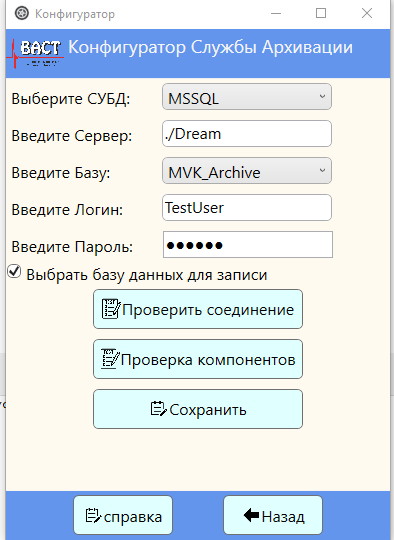 Конфигуратор
ВАСТ Конфигуратор Службы Архивации
Выберите СУБД: MSSQL
Введите Сервер: ./Dream
Введите Базу: MVK_Archive
Введите Логин: TestUser
Введите Пароль: ●●●●●●
Выбрать базу данных для записи
Проверить соединение
Проверка компонентов
Сохранить
справка Назад